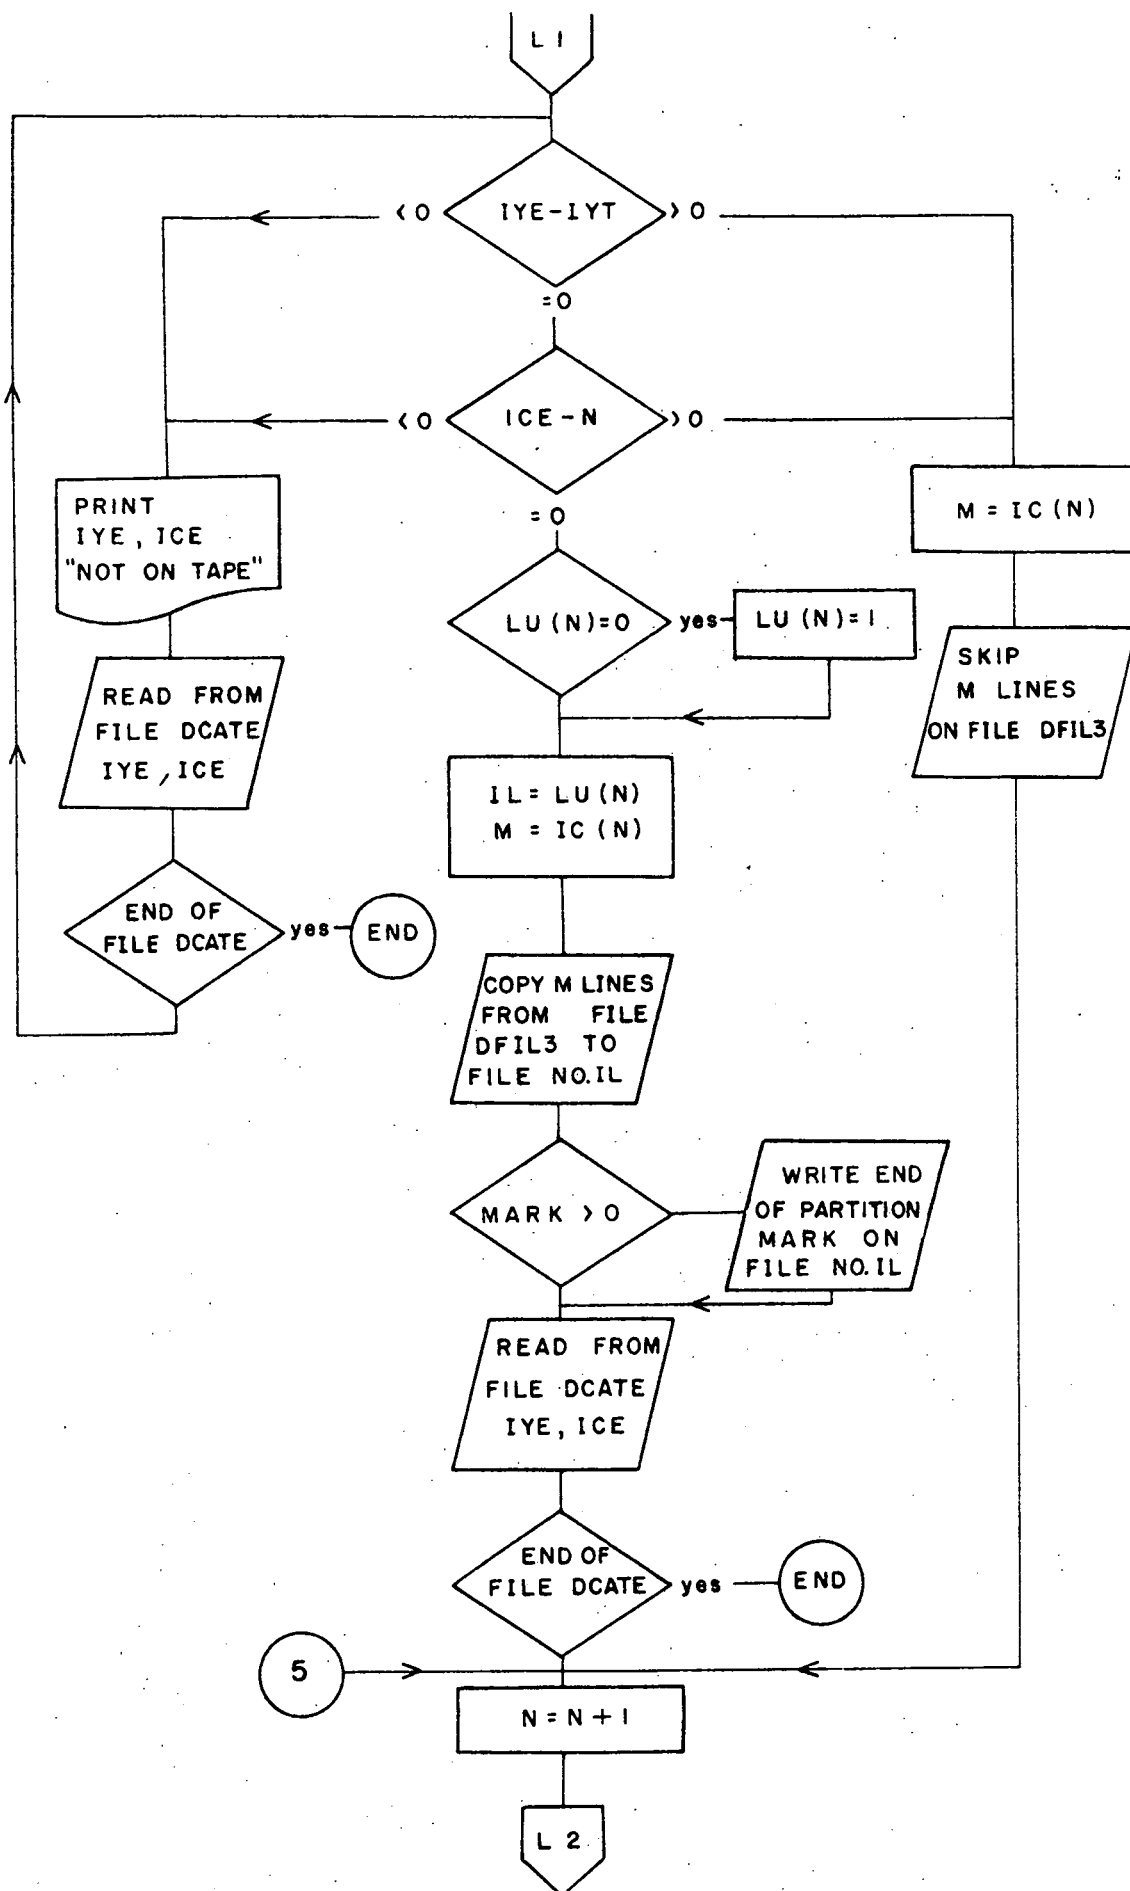 L 1
IYE-IYT
<0
>0
=0
ICE-N
<0
>0
=0
PRINT
IYE, ICE
"NOT ON TAPE"
M = IC(N)
LU(N)=0
yes
LU(N)=1
SKIP
M LINES
ON FILE DFIL3
READ FROM
FILE DCATE
IYE, ICE
IL = LU(N)
M = IC(N)
END OF
FILE DCATE
yes
END
COPY M LINES
FROM FILE
DFIL3 TO
FILE NO.IL
MARK > 0
WRITE END
OF PARTITION
MARK ON
FILE NO.IL
READ FROM
FILE DCATE
IYE, ICE
END OF
FILE DCATE
yes
END
5
N = N + 1
L 2